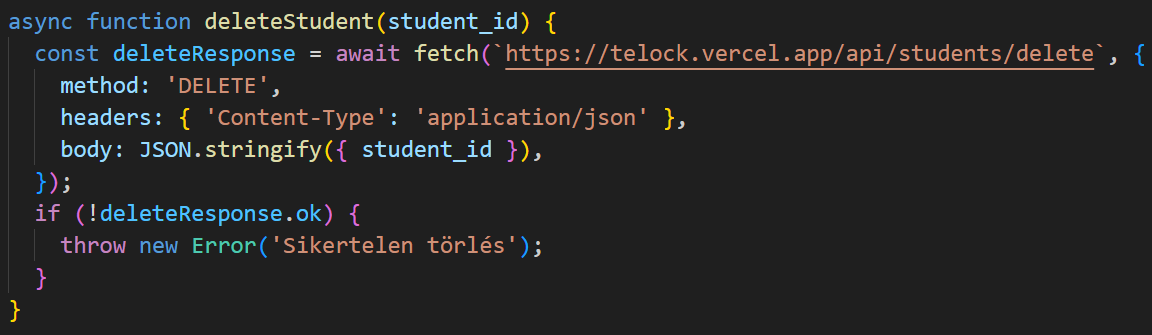 async function deleteStudent(student_id) {
  const deleteResponse = await fetch(`https://telock.vercel.app/api/students/delete`, {
    method: 'DELETE',
    headers: { 'Content-Type': 'application/json' },
    body: JSON.stringify({ student_id }),
  });
  if (!deleteResponse.ok) {
    throw new Error('Sikertelen törlés');
  }
}